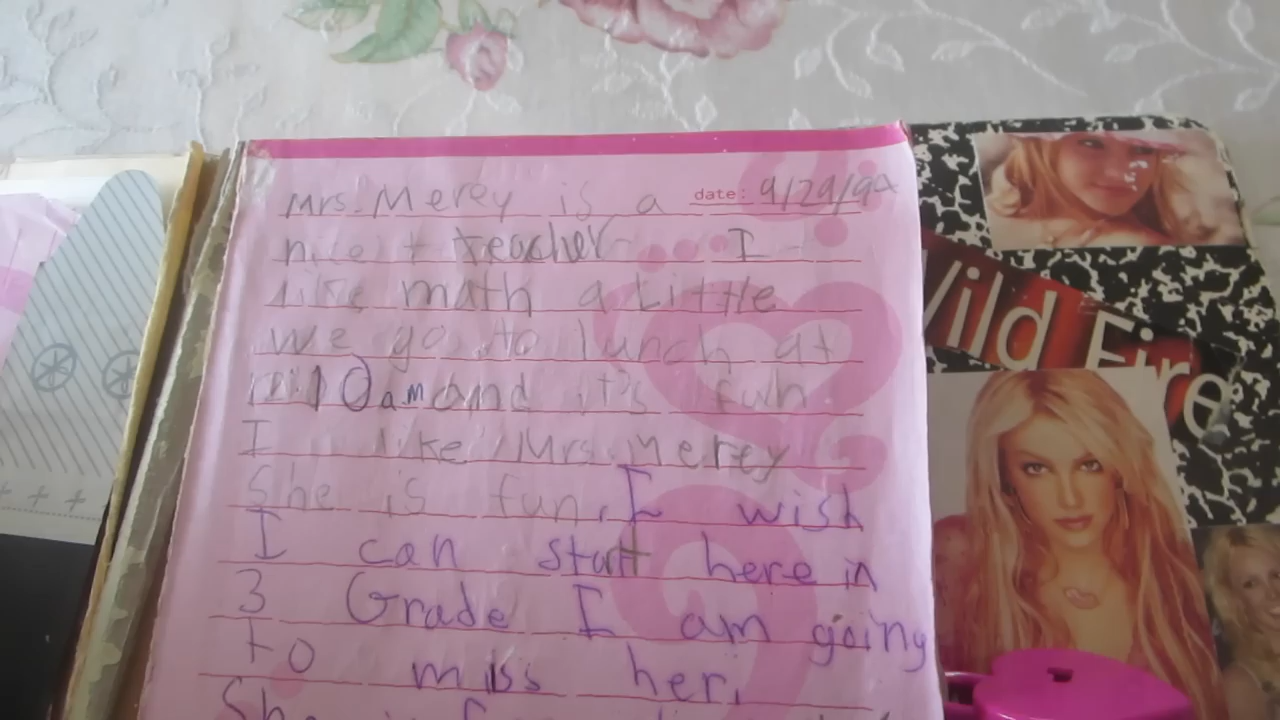 Mrs. Merey is a
date: 9/29/99
teacher I
like math a Little
we go to lunch at
10 am and it's fun.
I like Mrs. Merey
She is fun. I wish
I can start here in
3 Grade I am going
to miss her.
She
Wild Fire